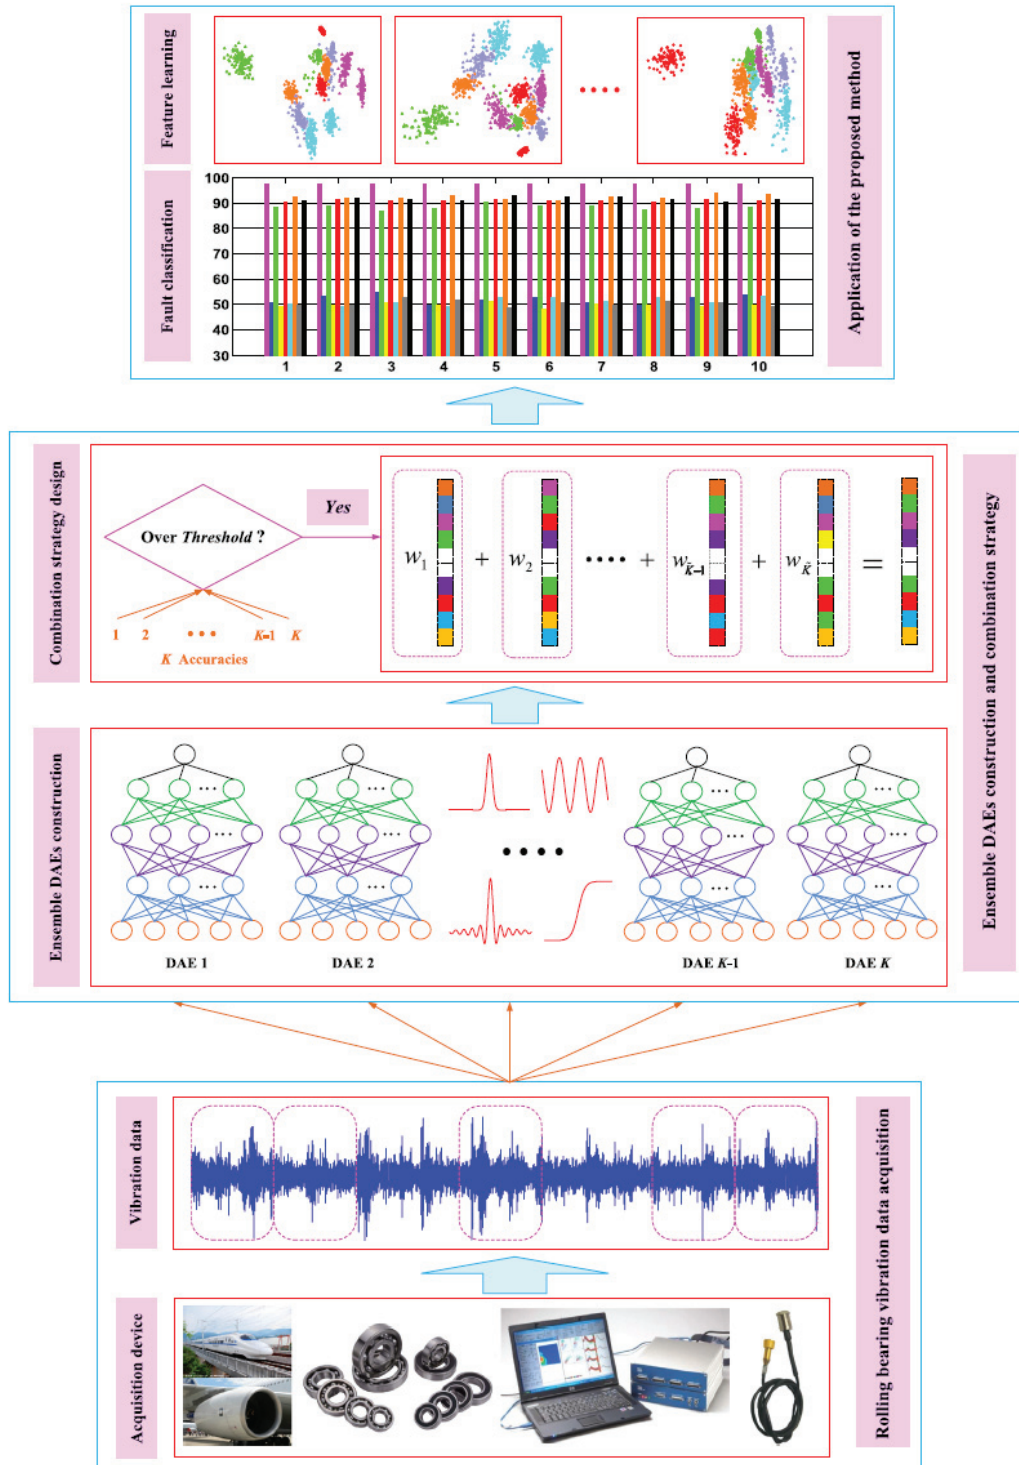 Feature learning
Application of the proposed method
Fault classification
100
90
80
70
60
50
40
30
1 2 3 4 5 6 7 8 9 10
Combination strategy design
Over Threshold ?
Yes
1 2 ••• K-1 K
K Accuracies
w1 + w2 •••• + wK̃-1 + wK̃ =
Ensemble DAEs construction and combination strategy
Ensemble DAEs construction
DAE 1 DAE 2 DAE K-1 DAE K
Vibration data
Rolling bearing vibration data acquisition
Acquisition device